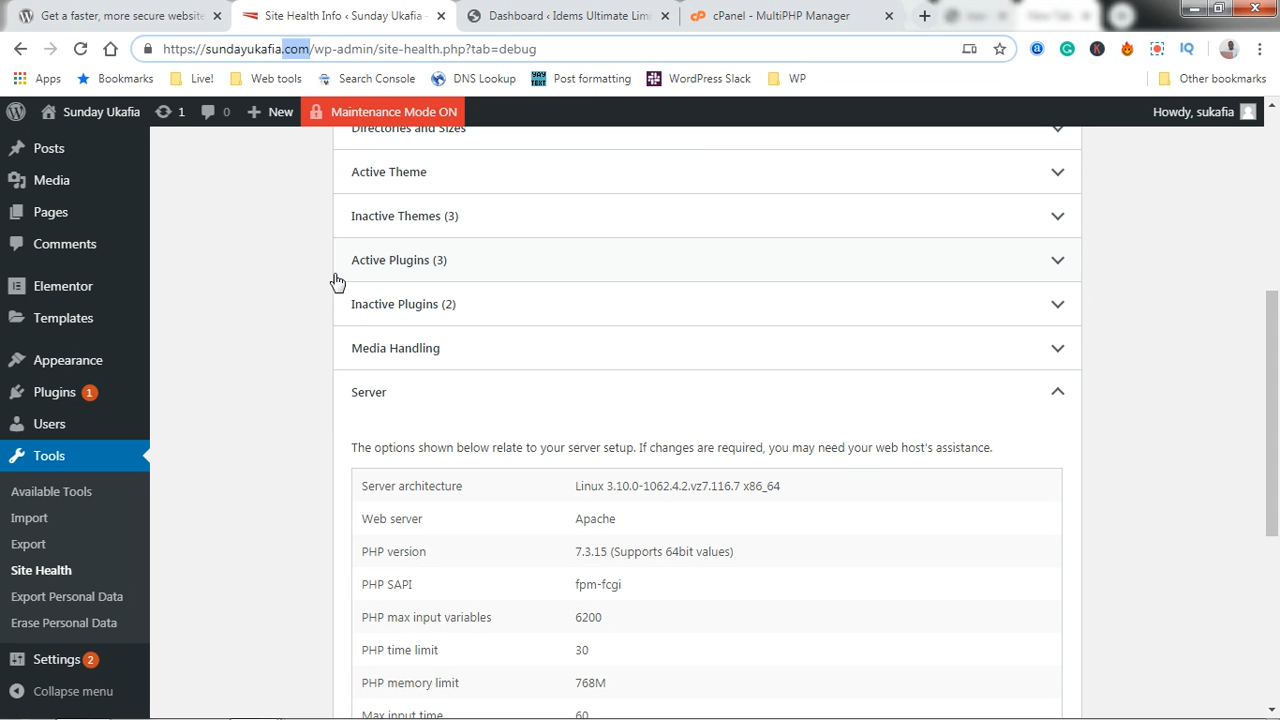 Get a faster, more secure website
Site Health Info ‹ Sunday Ukafia
Dashboard ‹ Idems Ultimate Lim
cPanel - MultiPHP Manager
https://sundayukafia.com/wp-admin/site-health.php?tab=debug
Apps
Bookmarks
Live!
Web tools
Search Console
DNS Lookup
YAY TEXT
Post formatting
WordPress Slack
WP
Other bookmarks
Sunday Ukafia
1
0
New
Maintenance Mode ON
Howdy, sukafia
Posts
Media
Pages
Comments
Elementor
Templates
Appearance
Plugins 1
Users
Tools
Available Tools
Import
Export
Site Health
Export Personal Data
Erase Personal Data
Settings 2
Collapse menu
Directories and Sizes
Active Theme
Inactive Themes (3)
Active Plugins (3)
Inactive Plugins (2)
Media Handling
Server
The options shown below relate to your server setup. If changes are required, you may need your web host's assistance.
Server architecture Linux 3.10.0-1062.4.2.vz7.116.7 x86_64
Web server Apache
PHP version 7.3.15 (Supports 64bit values)
PHP SAPI fpm-fcgi
PHP max input variables 6200
PHP time limit 30
PHP memory limit 768M
Max input time 60